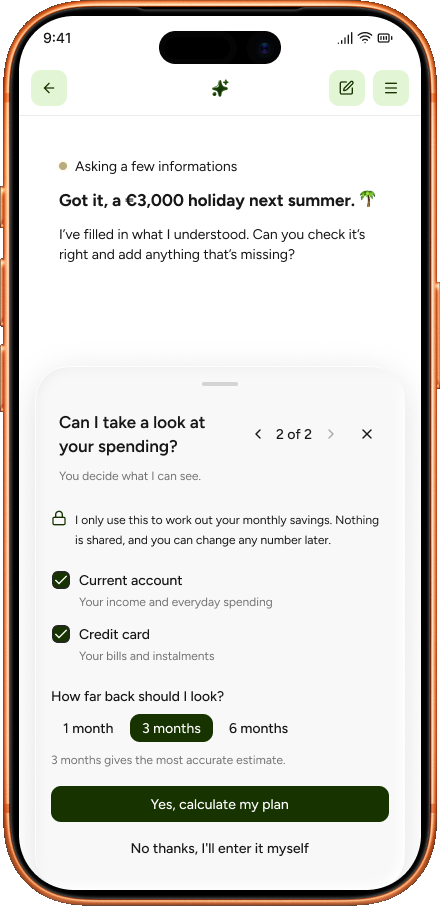 9:41
Asking a few informations
Got it, a €3,000 holiday next summer. 🌴
I’ve filled in what I understood. Can you check it’s
right and add anything that’s missing?
Can I take a look at
your spending?
2 of 2
You decide what I can see.
I only use this to work out your monthly savings. Nothing
is shared, and you can change any number later.
Current account
Your income and everyday spending
Credit card
Your bills and instalments
How far back should I look?
1 month 3 months 6 months
3 months gives the most accurate estimate.
Yes, calculate my plan
No thanks, I'll enter it myself